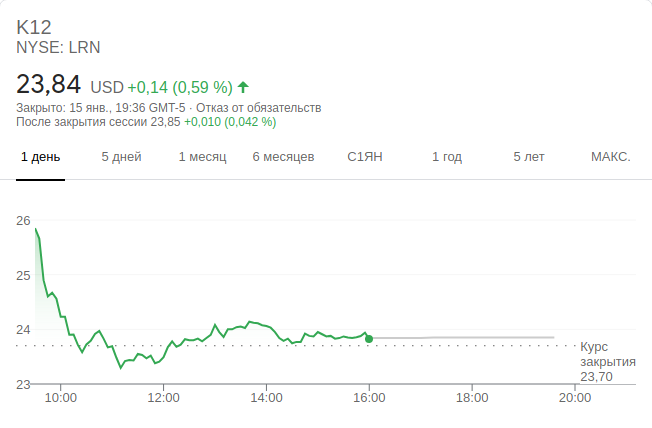 K12
NYSE: LRN
23,84 USD +0,14 (0,59 %)
Закрыто: 15 янв., 19:36 GMT-5 · Отказ от обязательств
После закрытия сессии 23,85 +0,010 (0,042 %)
1 день 5 дней 1 месяц 6 месяцев С1ЯН 1 год 5 лет МАКС.
26
25
24
23
Курс
закрытия
23,70
10:00 12:00 14:00 16:00 18:00 20:00